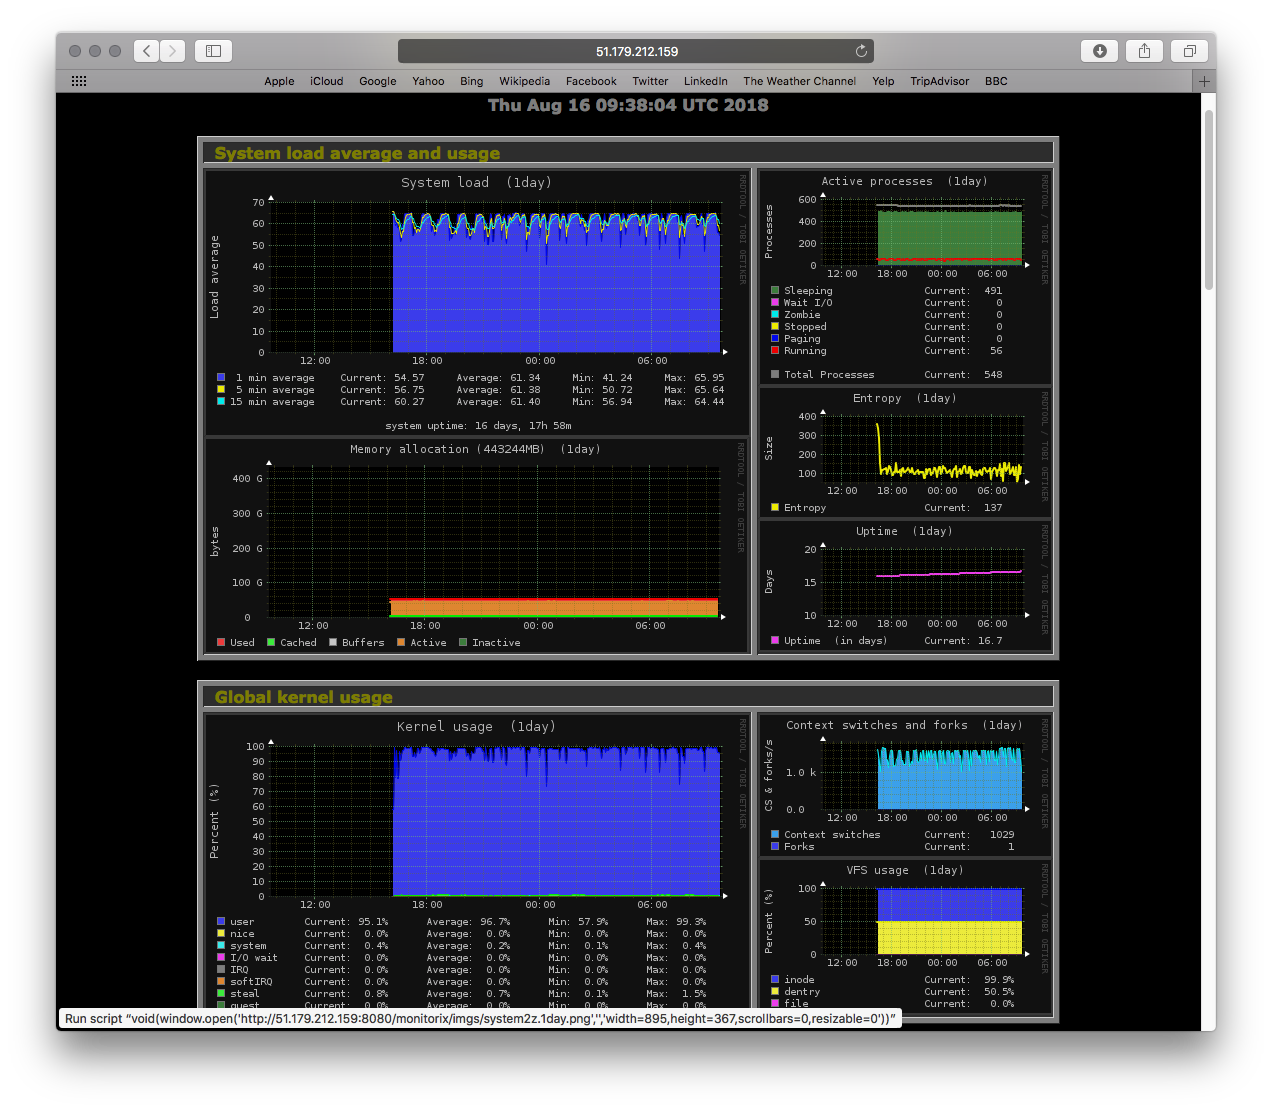 51.179.212.159
Apple iCloud Google Yahoo Bing Wikipedia Facebook Twitter LinkedIn The Weather Channel Yelp TripAdvisor BBC
Thu Aug 16 09:38:04 UTC 2018
System load average and usage
System load (1day)
RRDTOOL / TOBI OETIKER
Load average
70
60
50
40
30
20
10
0
12:00 18:00 00:00 06:00
1 min average Current: 54.57 Average: 61.34 Min: 41.24 Max: 65.95
5 min average Current: 56.75 Average: 61.38 Min: 50.72 Max: 65.64
15 min average Current: 60.27 Average: 61.40 Min: 56.94 Max: 64.44
system uptime: 16 days, 17h 58m
Memory allocation (443244MB) (1day)
RRDTOOL / TOBI OETIKER
bytes
400 G
300 G
200 G
100 G
0
12:00 18:00 00:00 06:00
Used Cached Buffers Active Inactive
Active processes (1day)
RRDTOOL / TOBI OETIKER
Processes
600
400
200
0
12:00 18:00 00:00 06:00
Sleeping Current: 491
Wait I/O Current: 0
Zombie Current: 0
Stopped Current: 0
Paging Current: 0
Running Current: 56
Total Processes Current: 548
Entropy (1day)
RRDTOOL / TOBI OETIKER
Size
400
300
200
100
12:00 18:00 00:00 06:00
Entropy Current: 137
Uptime (1day)
RRDTOOL / TOBI OETIKER
Days
20
15
10
12:00 18:00 00:00 06:00
Uptime (in days) Current: 16.7
Global kernel usage
Kernel usage (1day)
RRDTOOL / TOBI OETIKER
Percent (%)
100
90
80
70
60
50
40
30
20
10
0
12:00 18:00 00:00 06:00
user Current: 95.1% Average: 96.7% Min: 57.9% Max: 99.3%
nice Current: 0.0% Average: 0.0% Min: 0.0% Max: 0.0%
system Current: 0.4% Average: 0.2% Min: 0.1% Max: 0.4%
I/O wait Current: 0.0% Average: 0.0% Min: 0.0% Max: 0.0%
IRQ Current: 0.0% Average: 0.0% Min: 0.0% Max: 0.0%
softIRQ Current: 0.0% Average: 0.0% Min: 0.0% Max: 0.0%
steal Current: 0.8% Average: 0.7% Min: 0.1% Max: 1.5%
guest Current: 0.0% Average: 0.0% Min: 0.0% Max: 0.0%
Context switches and forks (1day)
RRDTOOL / TOBI OETIKER
CS & forks/s
1.0 k
0.0
12:00 18:00 00:00 06:00
Context switches Current: 1029
Forks Current: 1
VFS usage (1day)
RRDTOOL / TOBI OETIKER
Percent (%)
100
50
0
12:00 18:00 00:00 06:00
inode Current: 99.9%
dentry Current: 50.5%
file Current: 0.0%
Run script “void(window.open('http://51.179.212.159:8080/monitorix/imgs/system2z.1day.png','','width=895,height=367,scrollbars=0,resizable=0'))”